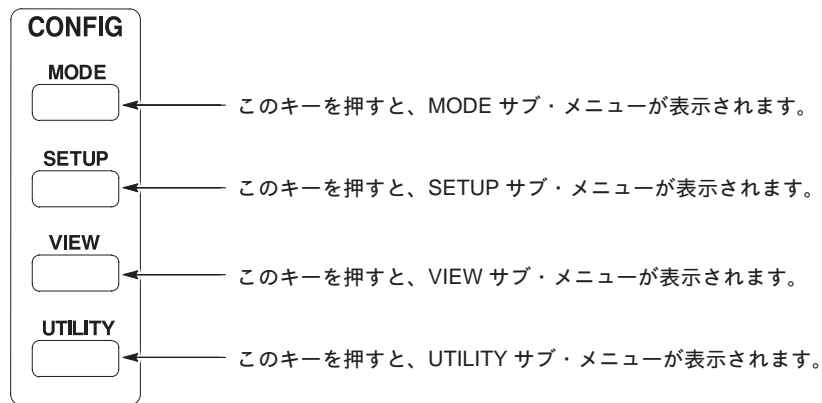 CONFIG
MODE
このキーを押すと、MODE サブ・メニューが表示されます。
SETUP
このキーを押すと、SETUP サブ・メニューが表示されます。
VIEW
このキーを押すと、VIEW サブ・メニューが表示されます。
UTILITY
このキーを押すと、UTILITY サブ・メニューが表示されます。